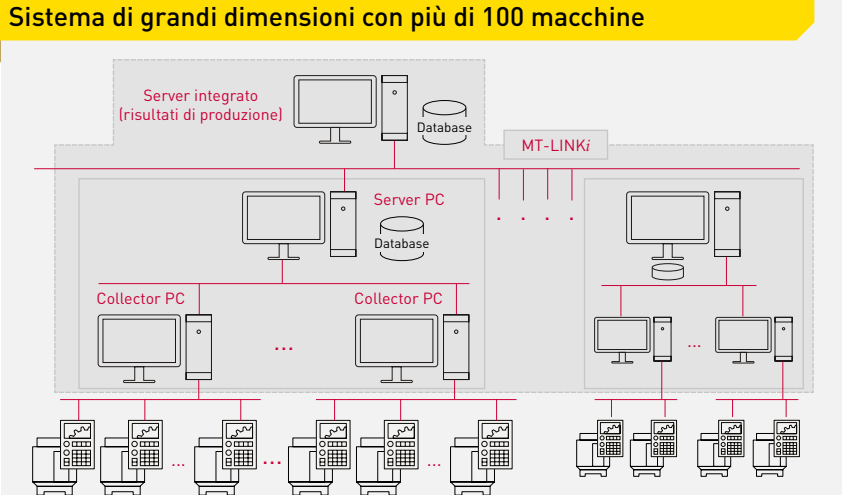 Sistema di grandi dimensioni con più di 100 macchine
Server integrato
(risultati di produzione)
Database
MT-LINKi
Server PC
Database
Collector PC
Collector PC
...
...
...
...
...